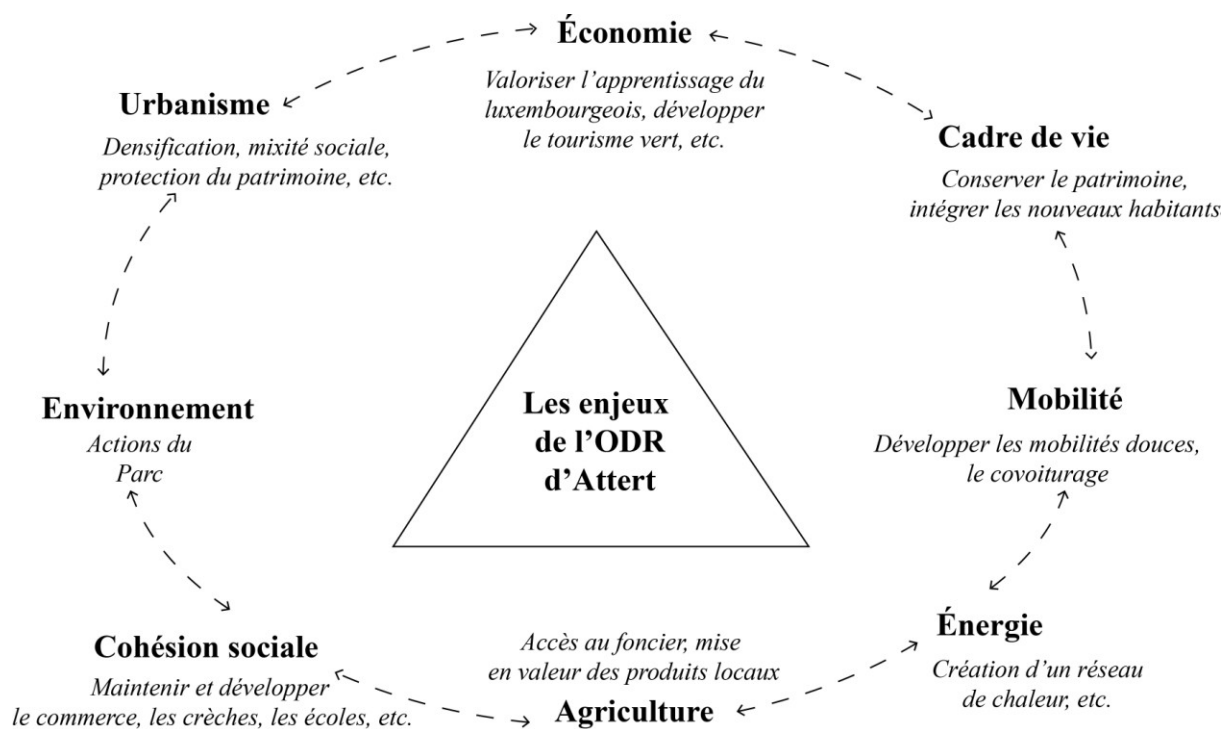 Économie
Valoriser l’apprentissage du
luxembourgeois, développer
le tourisme vert, etc.
Urbanisme
Densification, mixité sociale,
protection du patrimoine, etc.
Cadre de vie
Conserver le patrimoine,
intégrer les nouveaux habitants
Les enjeux
de l’ODR
d’Attert
Environnement
Actions du
Parc
Mobilité
Développer les mobilités douces,
le covoiturage
Cohésion sociale
Maintenir et développer
le commerce, les crèches, les écoles, etc.
Accès au foncier, mise
en valeur des produits locaux
Agriculture
Énergie
Création d’un réseau
de chaleur, etc.